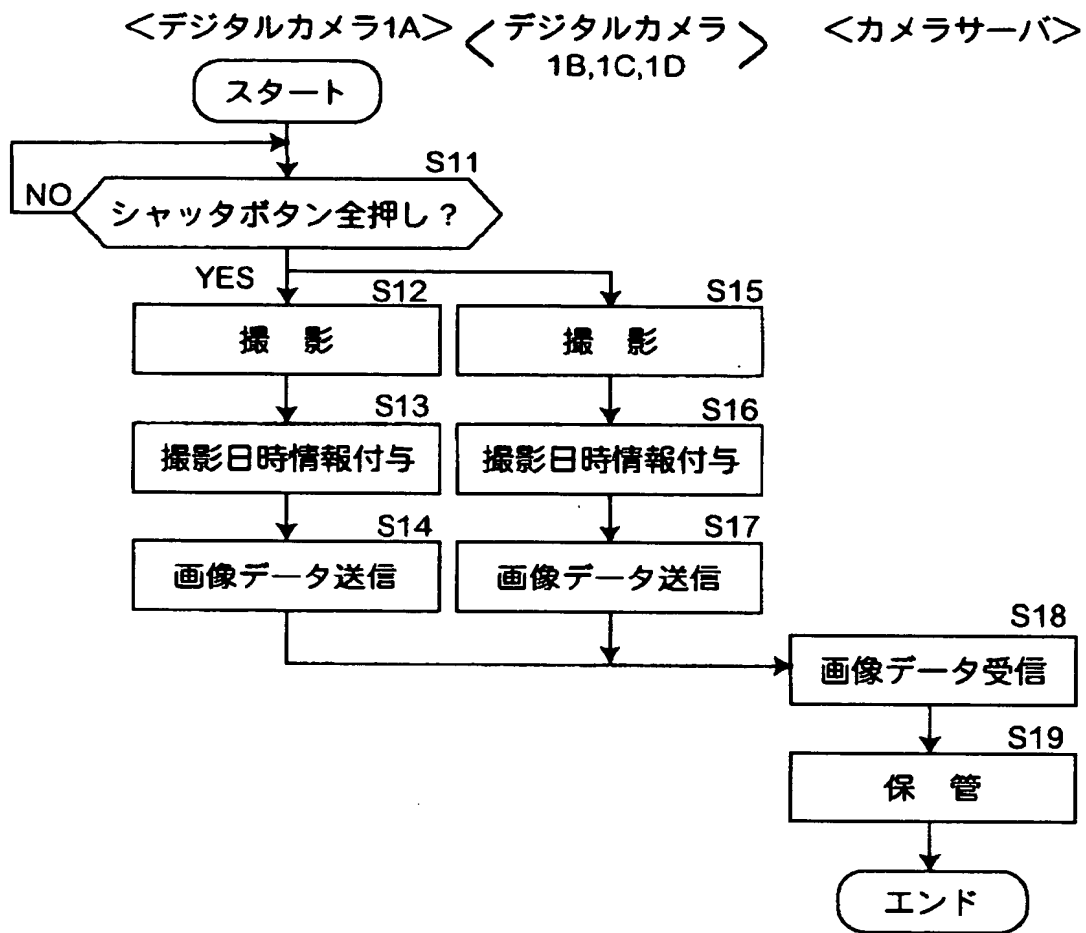 ＜デジタルカメラ1A＞
＜デジタルカメラ
1B,1C,1D＞
＜カメラサーバ＞
スタート
S11
NO
シャッタボタン全押し？
YES
S12
撮 影
S15
撮 影
S13
撮影日時情報付与
S16
撮影日時情報付与
S14
画像データ送信
S17
画像データ送信
S18
画像データ受信
S19
保 管
エンド